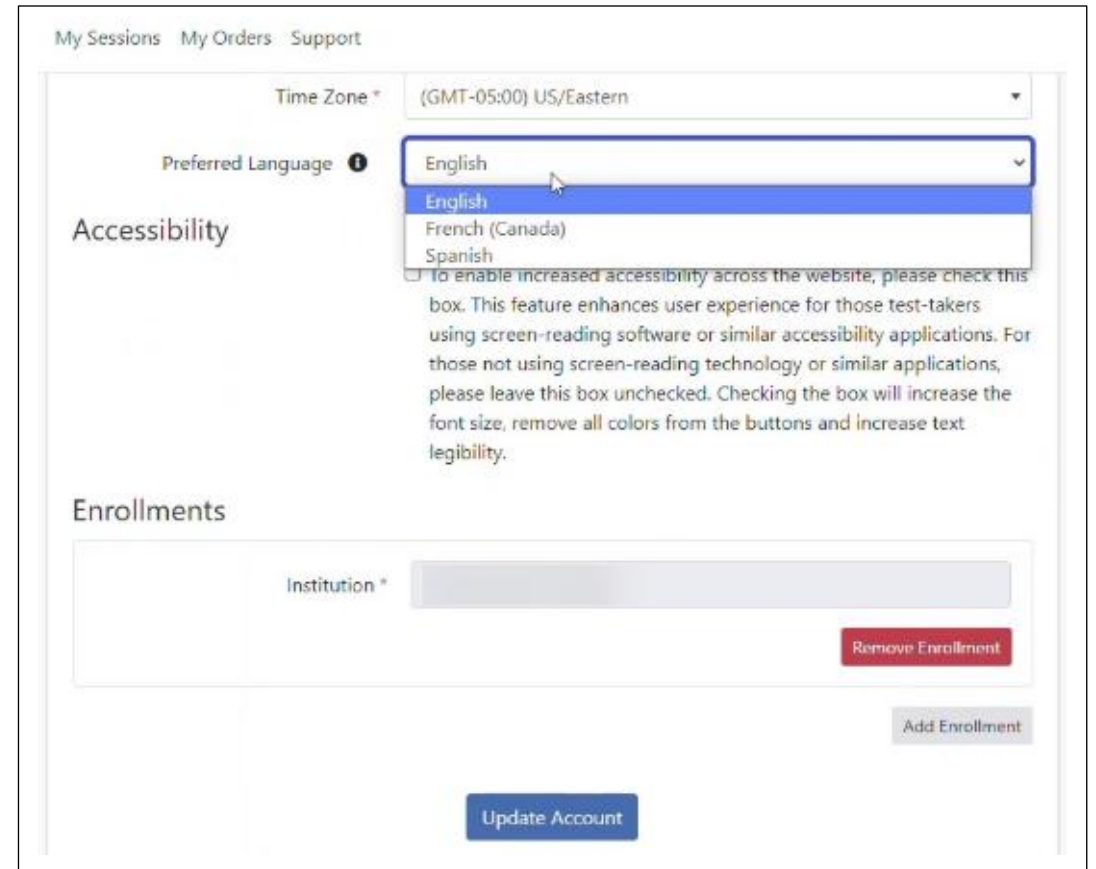 My Sessions My Orders Support
Time Zone * (GMT-05:00) US/Eastern
Preferred Language English
English
French (Canada)
Spanish
Accessibility
To enable increased accessibility across the website, please check this
box. This feature enhances user experience for those test-takers
using screen-reading software or similar accessibility applications. For
those not using screen-reading technology or similar applications,
please leave this box unchecked. Checking the box will increase the
font size, remove all colors from the buttons and increase text
legibility.
Enrollments
Institution *
Remove Enrollment
Add Enrollment
Update Account